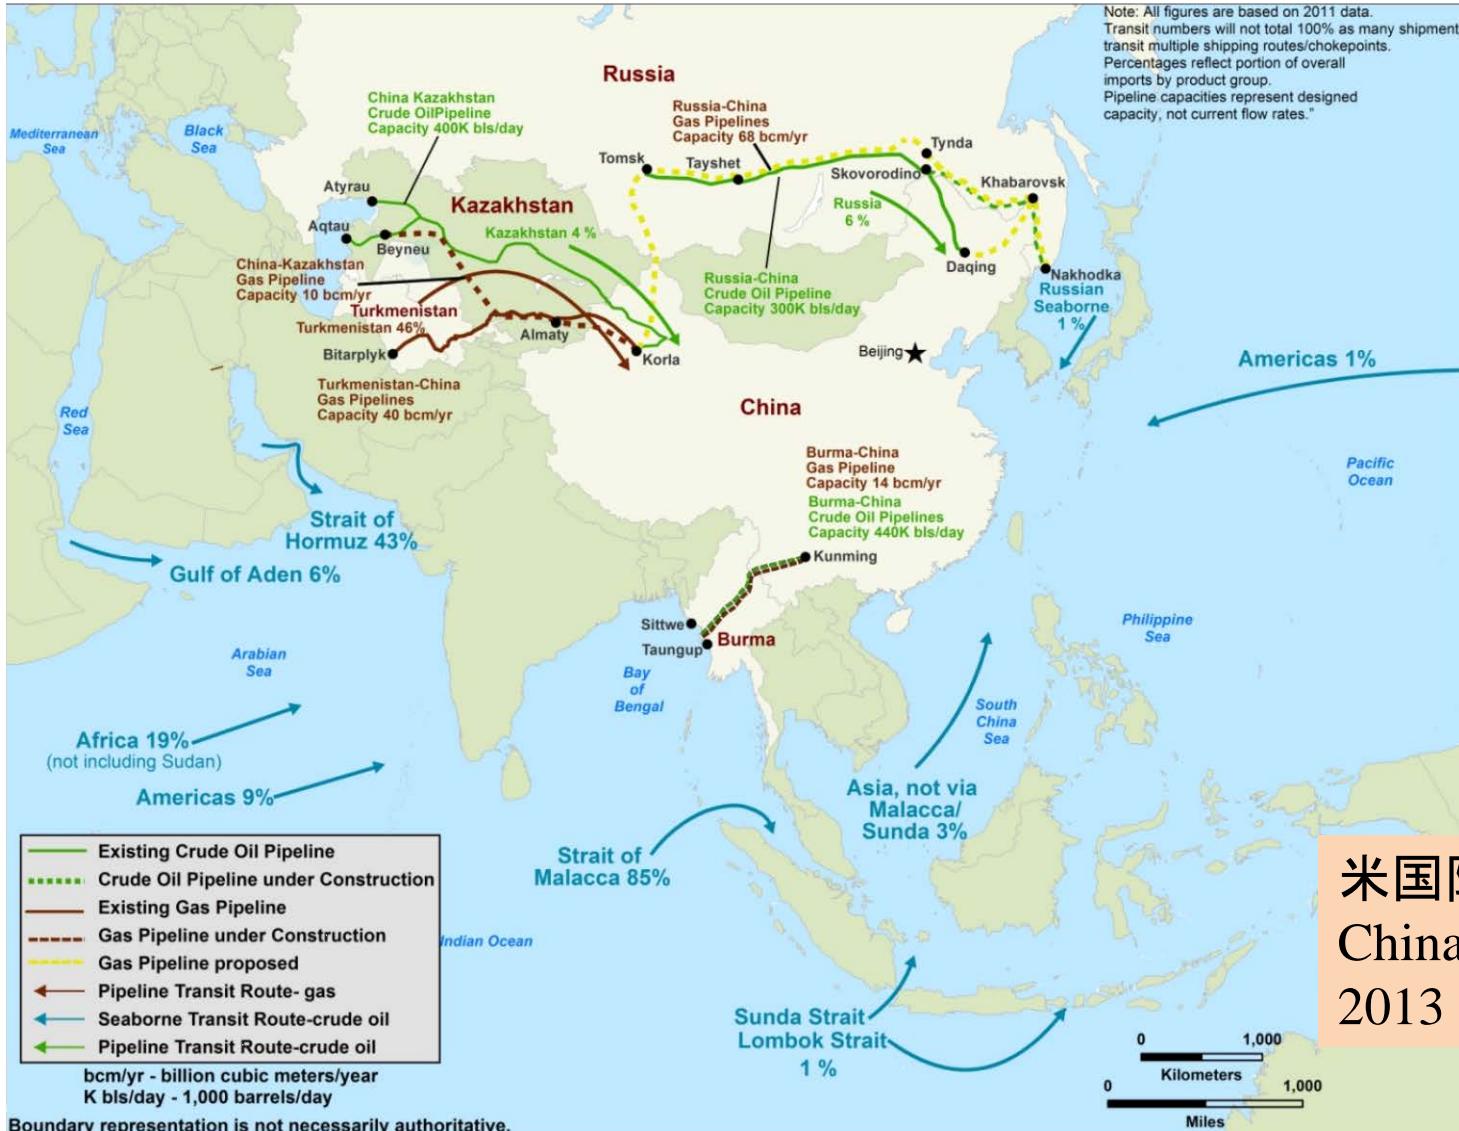 Note: All figures are based on 2011 data.
Transit numbers will not total 100% as many shipment
transit multiple shipping routes/chokepoints.
Percentages reflect portion of overall
imports by product group.
Pipeline capacities represent designed
capacity, not current flow rates."
Russia
China Kazakhstan
Crude OilPipeline
Capacity 400K bls/day
Russia-China
Gas Pipelines
Capacity 68 bcm/yr
Mediterranean
Sea
Black
Sea
Tomsk
Tayshet
Tynda
Skovorodino
Khabarovsk
Atyrau
Aqtau
Beyneu
Kazakhstan
Kazakhstan 4 %
Russia
6 %
Daqing
Nakhodka
Russian
Seaborne
1 %
China-Kazakhstan
Gas Pipeline
Capacity 10 bcm/yr
Turkmenistan
Turkmenistan 46%
Bitarplyk
Almaty
Korla
Russia-China
Crude Oil Pipeline
Capacity 300K bls/day
Beijing
Americas 1%
Turkmenistan-China
Gas Pipelines
Capacity 40 bcm/yr
China
Red
Sea
Burma-China
Gas Pipeline
Capacity 14 bcm/yr
Burma-China
Crude Oil Pipelines
Capacity 440K bls/day
Pacific
Ocean
Strait of
Hormuz 43%
Gulf of Aden 6%
Kunming
Sittwe
Taungup
Burma
Philippine
Sea
Arabian
Sea
Bay
of
Bengal
South
China
Sea
Africa 19%
(not including Sudan)
Americas 9%
Asia, not via
Malacca/
Sunda 3%
Strait of
Malacca 85%
Existing Crude Oil Pipeline
Crude Oil Pipeline under Construction
Existing Gas Pipeline
Gas Pipeline under Construction
Gas Pipeline proposed
Pipeline Transit Route- gas
Seaborne Transit Route-crude oil
Pipeline Transit Route-crude oil
Indian Ocean
Sunda Strait
Lombok Strait
1 %
米国
China
2013
0 1,000
Kilometers
0 1,000
Miles
bcm/yr - billion cubic meters/year
K bls/day - 1,000 barrels/day
Boundary representation is not necessarily authoritative.